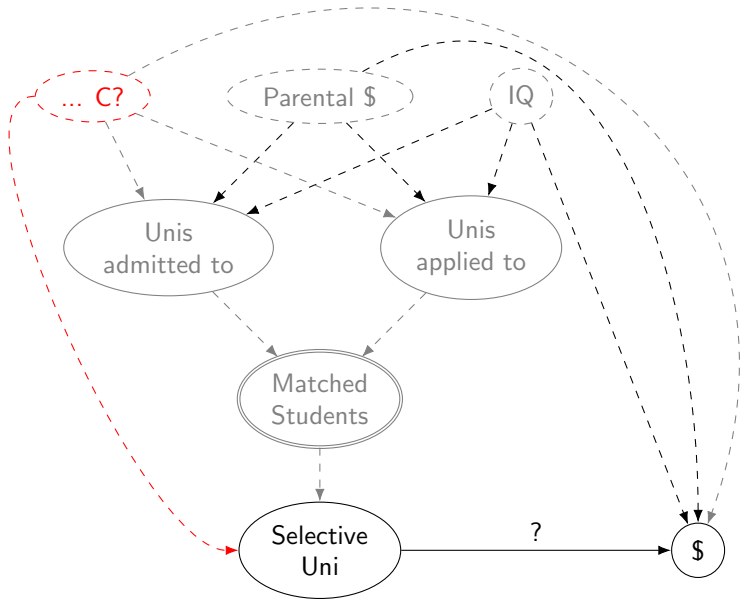 ... C?
Parental $
IQ
Unis
admitted to
Unis
applied to
Matched
Students
Selective
Uni
?
$